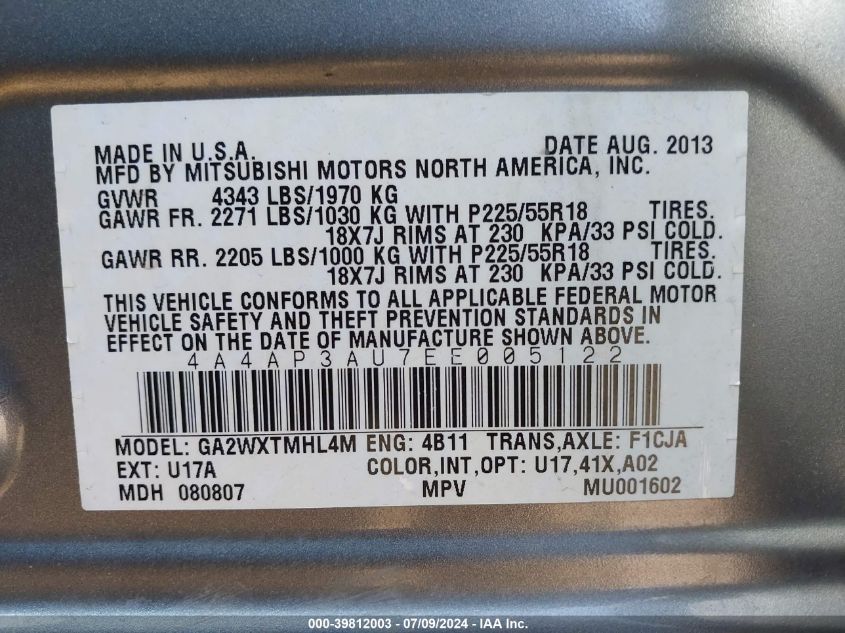 MADE IN U.S.A. DATE AUG. 2013
MFD BY MITSUBISHI MOTORS NORTH AMERICA, INC.
GVWR 4343 LBS/1970 KG
GAWR FR. 2271 LBS/1030 KG WITH P225/55R18 TIRES.
18X7J RIMS AT 230 KPA/33 PSI COLD.
GAWR RR. 2205 LBS/1000 KG WITH P225/55R18 TIRES.
18X7J RIMS AT 230 KPA/33 PSI COLD.
THIS VEHICLE CONFORMS TO ALL APPLICABLE FEDERAL MOTOR
VEHICLE SAFETY AND THEFT PREVENTION STANDARDS IN
EFFECT ON THE DATE OF MANUFACTURE SHOWN ABOVE.
4A4AP3AU7EE005122
MODEL: GA2WXTMHL4M ENG: 4B11 TRANS,AXLE: F1CJA
EXT: U17A COLOR,INT,OPT: U17,41X,A02
MDH 080807 MPV MU001602
000-39812003 - 07/09/2024 - IAA, Inc.